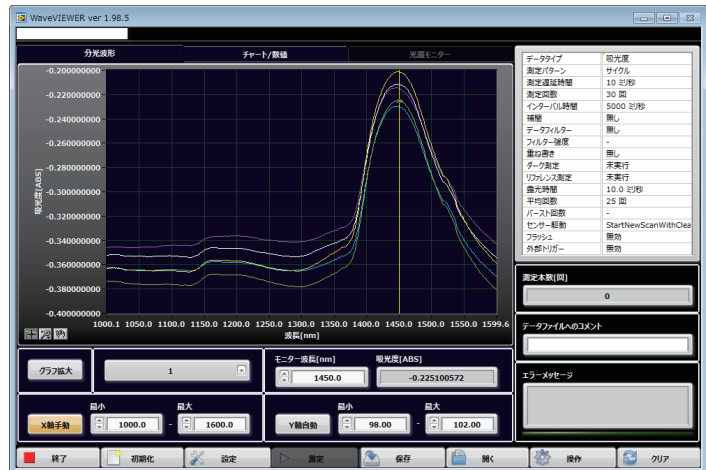 WaveVIEWER ver 1.98.5
分光波形
チャート/数値
光源モニター
-0.200000000
-0.220000000
-0.240000000
-0.260000000
-0.280000000
-0.300000000
-0.320000000
-0.340000000
-0.360000000
-0.380000000
-0.400000000
吸光度[ABS]
1000.1 1050.0 1100.0 1150.0 1200.0 1250.0 1300.0 1350.0 1400.0 1450.0 1500.0 1550.0 1599.6
波長[nm]
データタイプ 吸光度
測定パターン サイクル
測定遅延時間 10 ミリ秒
測定回数 30 回
インターバル時間 5000 ミリ秒
補間 無し
データフィルター 無し
フィルター強度 -
重ね書き 無し
ダーク測定 未実行
リファレンス測定 未実行
露光時間 10.0 ミリ秒
平均回数 25 回
バースト回数 -
センサー駆動 StartNewScanWithClea
フラッシュ 無効
外部トリガー 無効
測定本数[回]
0
データファイルへのコメント
エラーメッセージ
グラフ拡大
1
モニター波長[nm] 吸光度[ABS]
1450.0 -0.225100572
最小 最大
X軸手動 1000.0 - 1600.0
最小 最大
Y軸自動 98.00 - 102.00
終了 初期化 設定 測定 保存 開く 操作 クリア